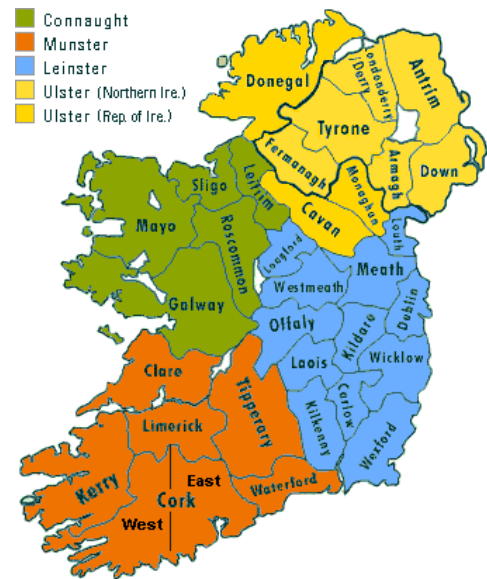 Connaught
Munster
Leinster
Ulster (Northern Ire.)
Ulster (Rep. of Ire.)
Donegal
Londonderry
/Derry
Antrim
Tyrone
Fermanagh
Armagh
Down
Monaghan
Cavan
Sligo
Leitrim
Mayo
Roscommon
Galway
Longford
Louth
Meath
Westmeath
Dublin
Offaly
Kildare
Laois
Wicklow
Carlow
Kilkenny
Wexford
Clare
Tipperary
Limerick
Kerry
East
Cork
West
Waterford